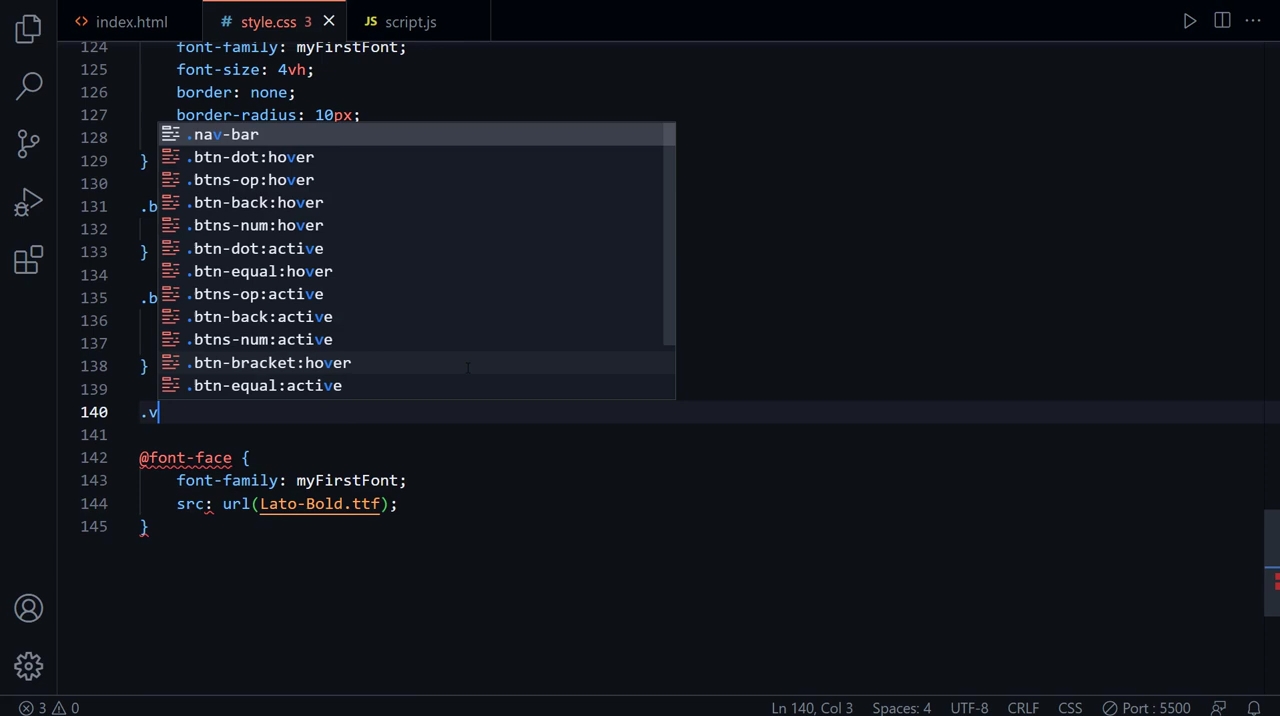 index.html
style.css 3
JS script.js
124 font-family: myFirstFont;
125 font-size: 4vh;
126 border: none;
127 border-radius: 10px;
128 .nav-bar
.btn-dot:hover
129 }
130 .btns-op:hover
131 .b .btn-back:hover
132 .btns-num:hover
133 } .btn-dot:active
134 .btn-equal:hover
135 .b .btns-op:active
136 .btn-back:active
137 .btns-num:active
138 } .btn-bracket:hover
139 .btn-equal:active
140 .v
141
142 @font-face {
143 font-family: myFirstFont;
144 src: url(Lato-Bold.ttf);
145 }
3 0 Ln 140, Col 3 Spaces: 4 UTF-8 CRLF CSS Port : 5500